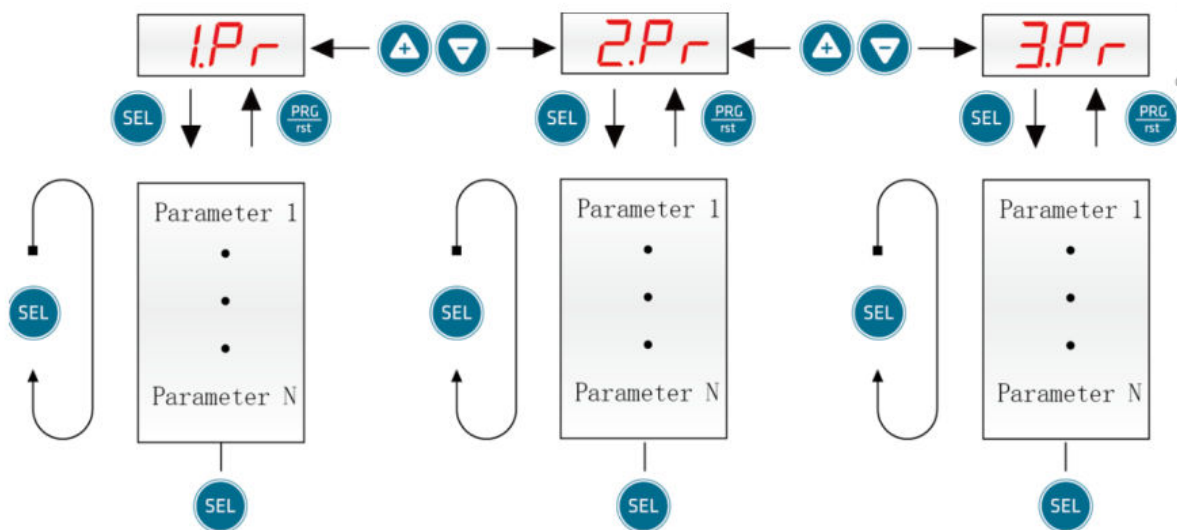 1.Pr
+
−
2.Pr
+
−
3.Pr
SEL
PRG
rst
SEL
PRG
rst
SEL
PRG
rst
Parameter 1
Parameter 1
Parameter 1
SEL
SEL
SEL
Parameter N
Parameter N
Parameter N
SEL
SEL
SEL